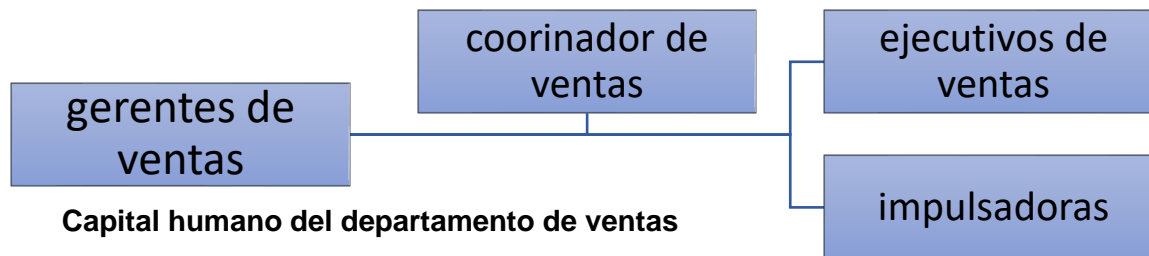 gerentes de
ventas
coorinador de
ventas
ejecutivos de
ventas
impulsadoras
Capital humano del departamento de ventas